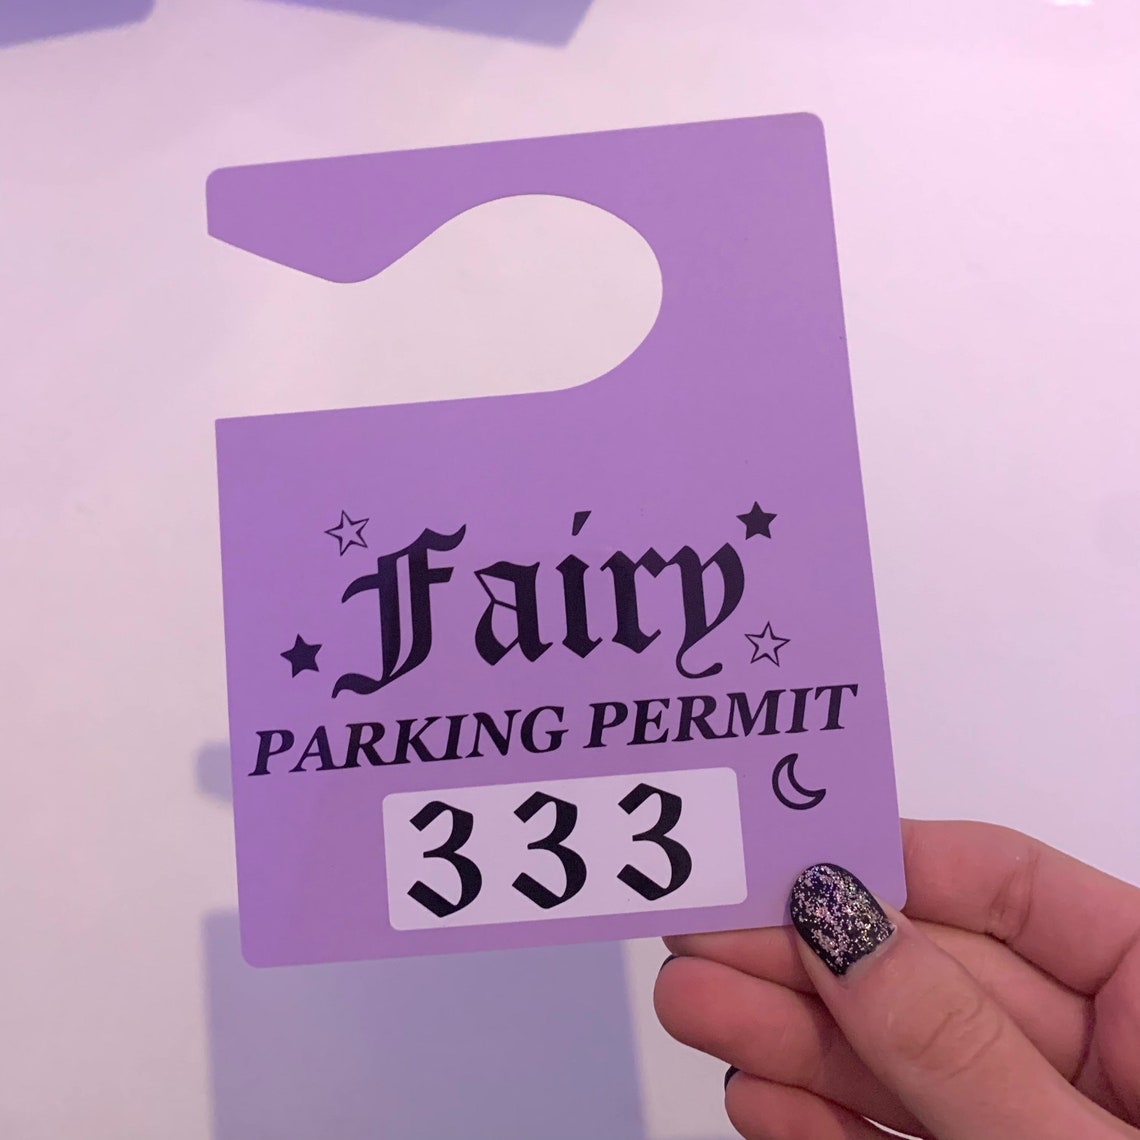 Fairy
PARKING PERMIT
333